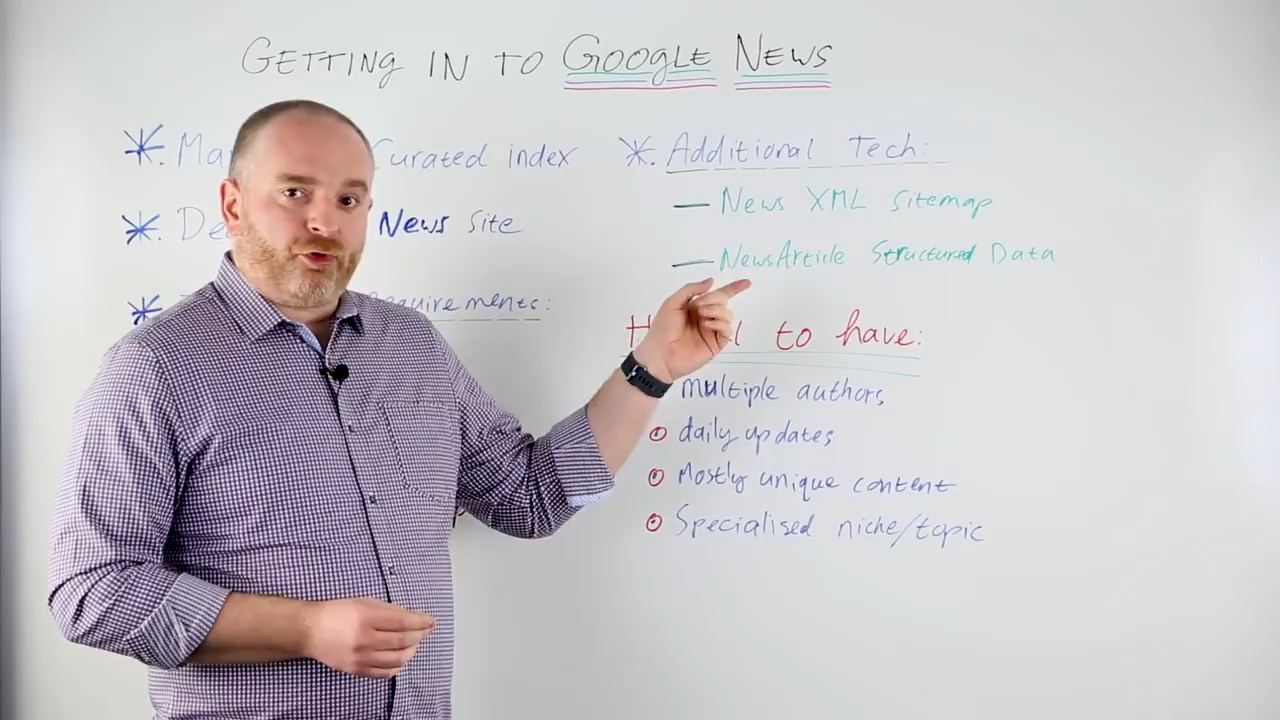 GETTING IN TO GOOGLE NEWS
* Curated index
* News Site
*
* Additional Tech:
— News XML Sitemap
— NewsArticle Structured Data
to have:
multiple authors
daily updates
Mostly unique content
Specialised niche/topic